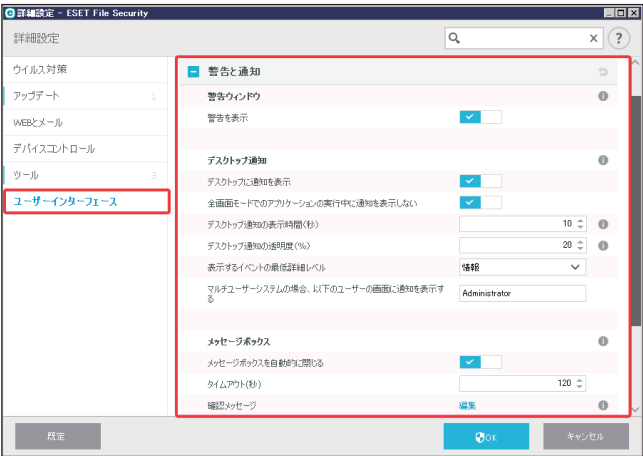 詳細設定 - ESET File Security
詳細設定
x
?
ウイルス対策
アップデート 1
WEBとメール
デバイスコントロール
ツール 3
ユーザーインターフェース
警告と通知
警告ウィンドウ
警告を表示
デスクトップ通知
デスクトップに通知を表示
全画面モードでのアプリケーションの実行中に通知を表示しない
デスクトップ通知の表示時間(秒) 10
デスクトップ通知の透明度(%) 20
表示するイベントの最低詳細レベル 情報
マルチユーザーシステムの場合、以下のユーザーの画面に通知を表示す
る
Administrator
メッセージボックス
メッセージボックスを自動的に閉じる
タイムアウト(秒) 120
確認メッセージ 編集
既定
OK
キャンセル